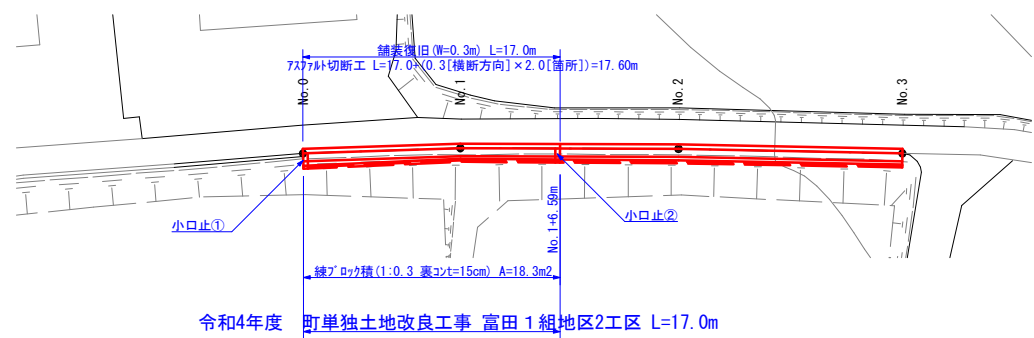 舗装復旧(W=0.3m) L=17.0m
アスファルト切断工 L=17.0+(0.3[横断方向]×2.0[箇所])=17.60m
No.0
No.1
No.2
No.3
小口止①
小口止②
No.1+6.59m
練ブロック積(1:0.3 裏コント=15cm) A=18.3m2
令和4年度 町単独土地改良工事 富田1組地区2工区 L=17.0m